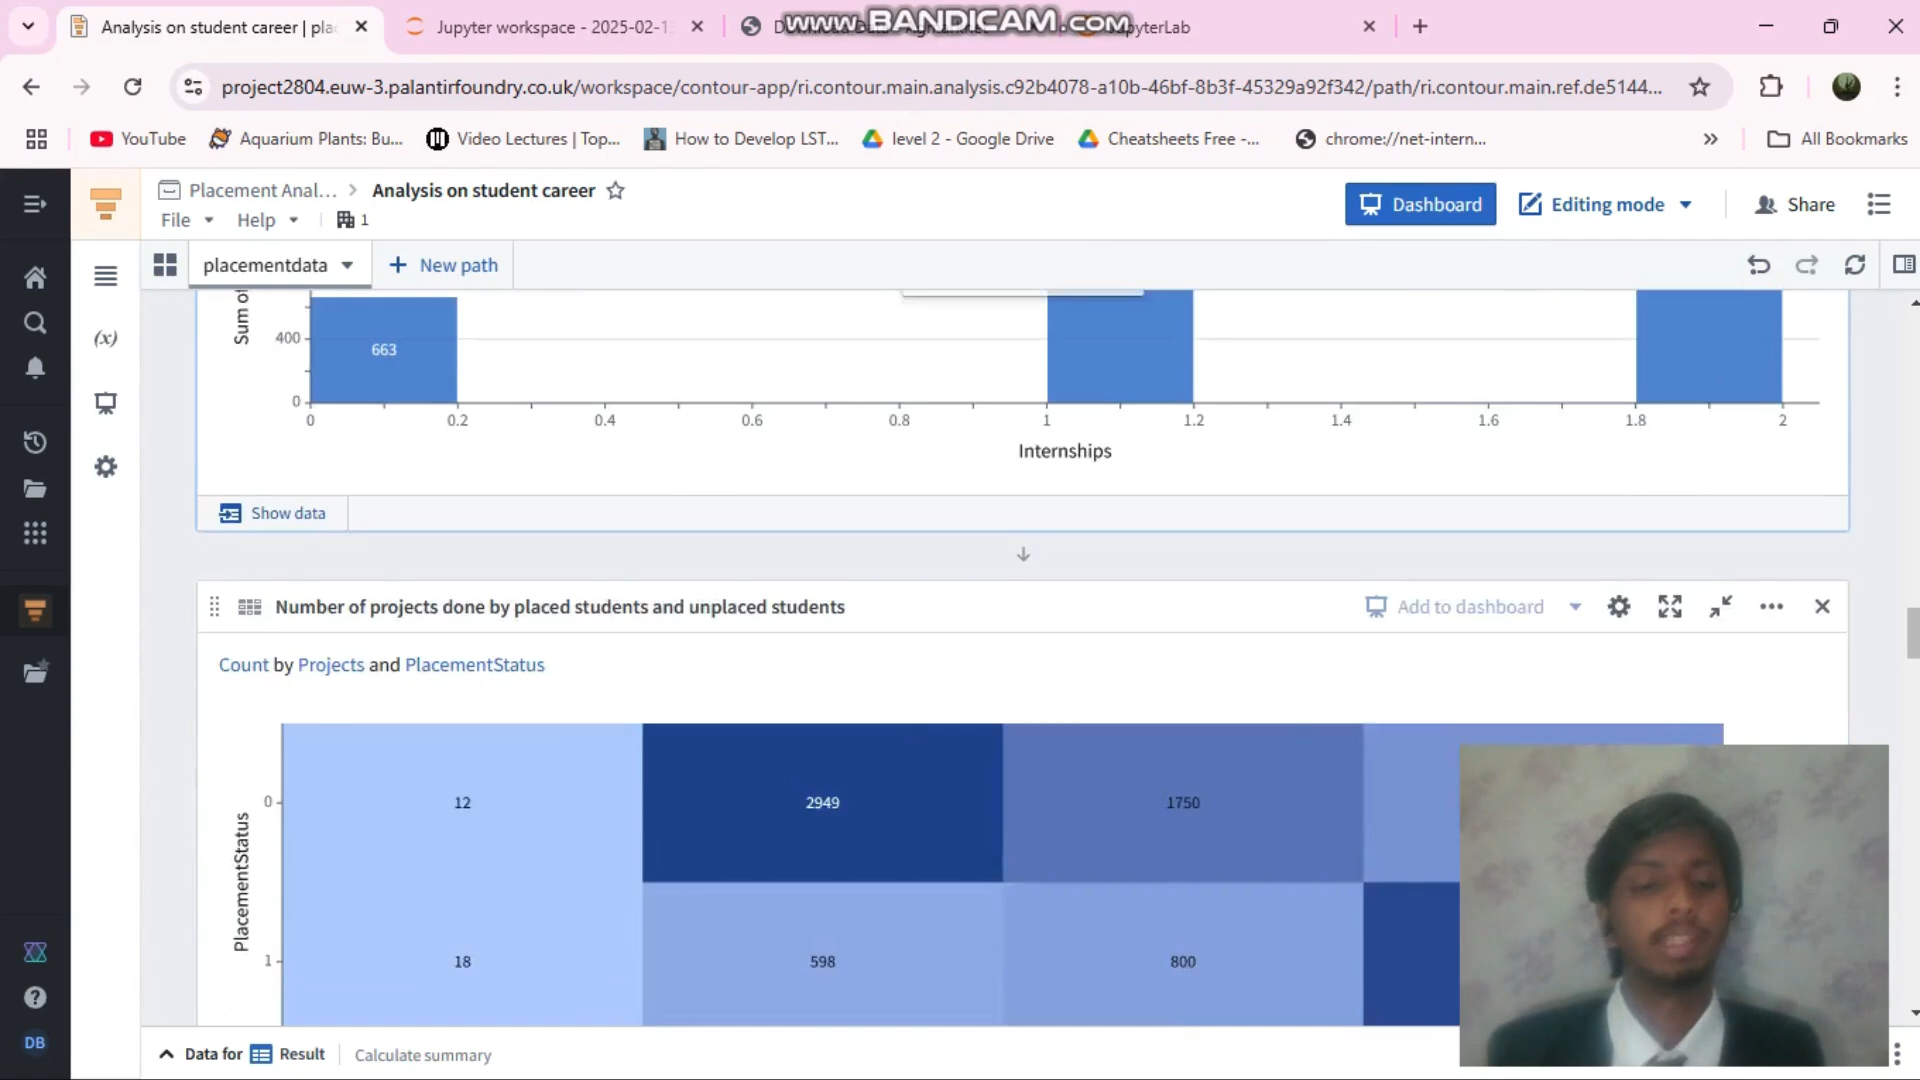 Analysis on student career | pla
Jupyter workspace - 2025-02-1
WWW.BANDICAM.COM
JupyterLab
project2804.euw-3.palantirfoundry.co.uk/workspace/contour-app/ri.contour.main.analysis.c92b4078-a10b-46bf-8b3f-45329a92f342/path/ri.contour.main.ref.de5144...
YouTube
Aquarium Plants: Bu...
Video Lectures | Top...
How to Develop LST...
level 2 - Google Drive
Cheatsheets Free -...
chrome://net-intern...
All Bookmarks
Placement Anal... > Analysis on student career
File
Help
1
Dashboard
Editing mode
Share
placementdata
+ New path
(x)
Sum of
400
0
663
0
0.2
0.4
0.6
0.8
1
1.2
1.4
1.6
1.8
2
Internships
Show data
Number of projects done by placed students and unplaced students
Add to dashboard
Count by Projects and PlacementStatus
PlacementStatus
0
12
2949
1750
1
18
598
800
DB
Data for Result
Calculate summary